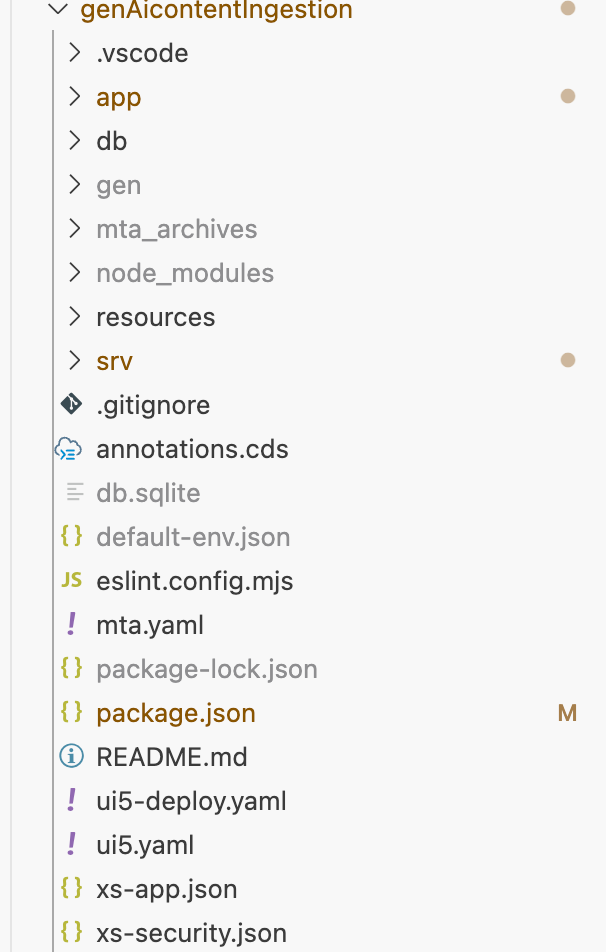 genAicontentIngestion
.vscode
app
db
gen
mta_archives
node_modules
resources
srv
.gitignore
annotations.cds
db.sqlite
{} default-env.json
JS eslint.config.mjs
! mta.yaml
{} package-lock.json
{} package.json M
README.md
! ui5-deploy.yaml
! ui5.yaml
{} xs-app.json
{} xs-security.json